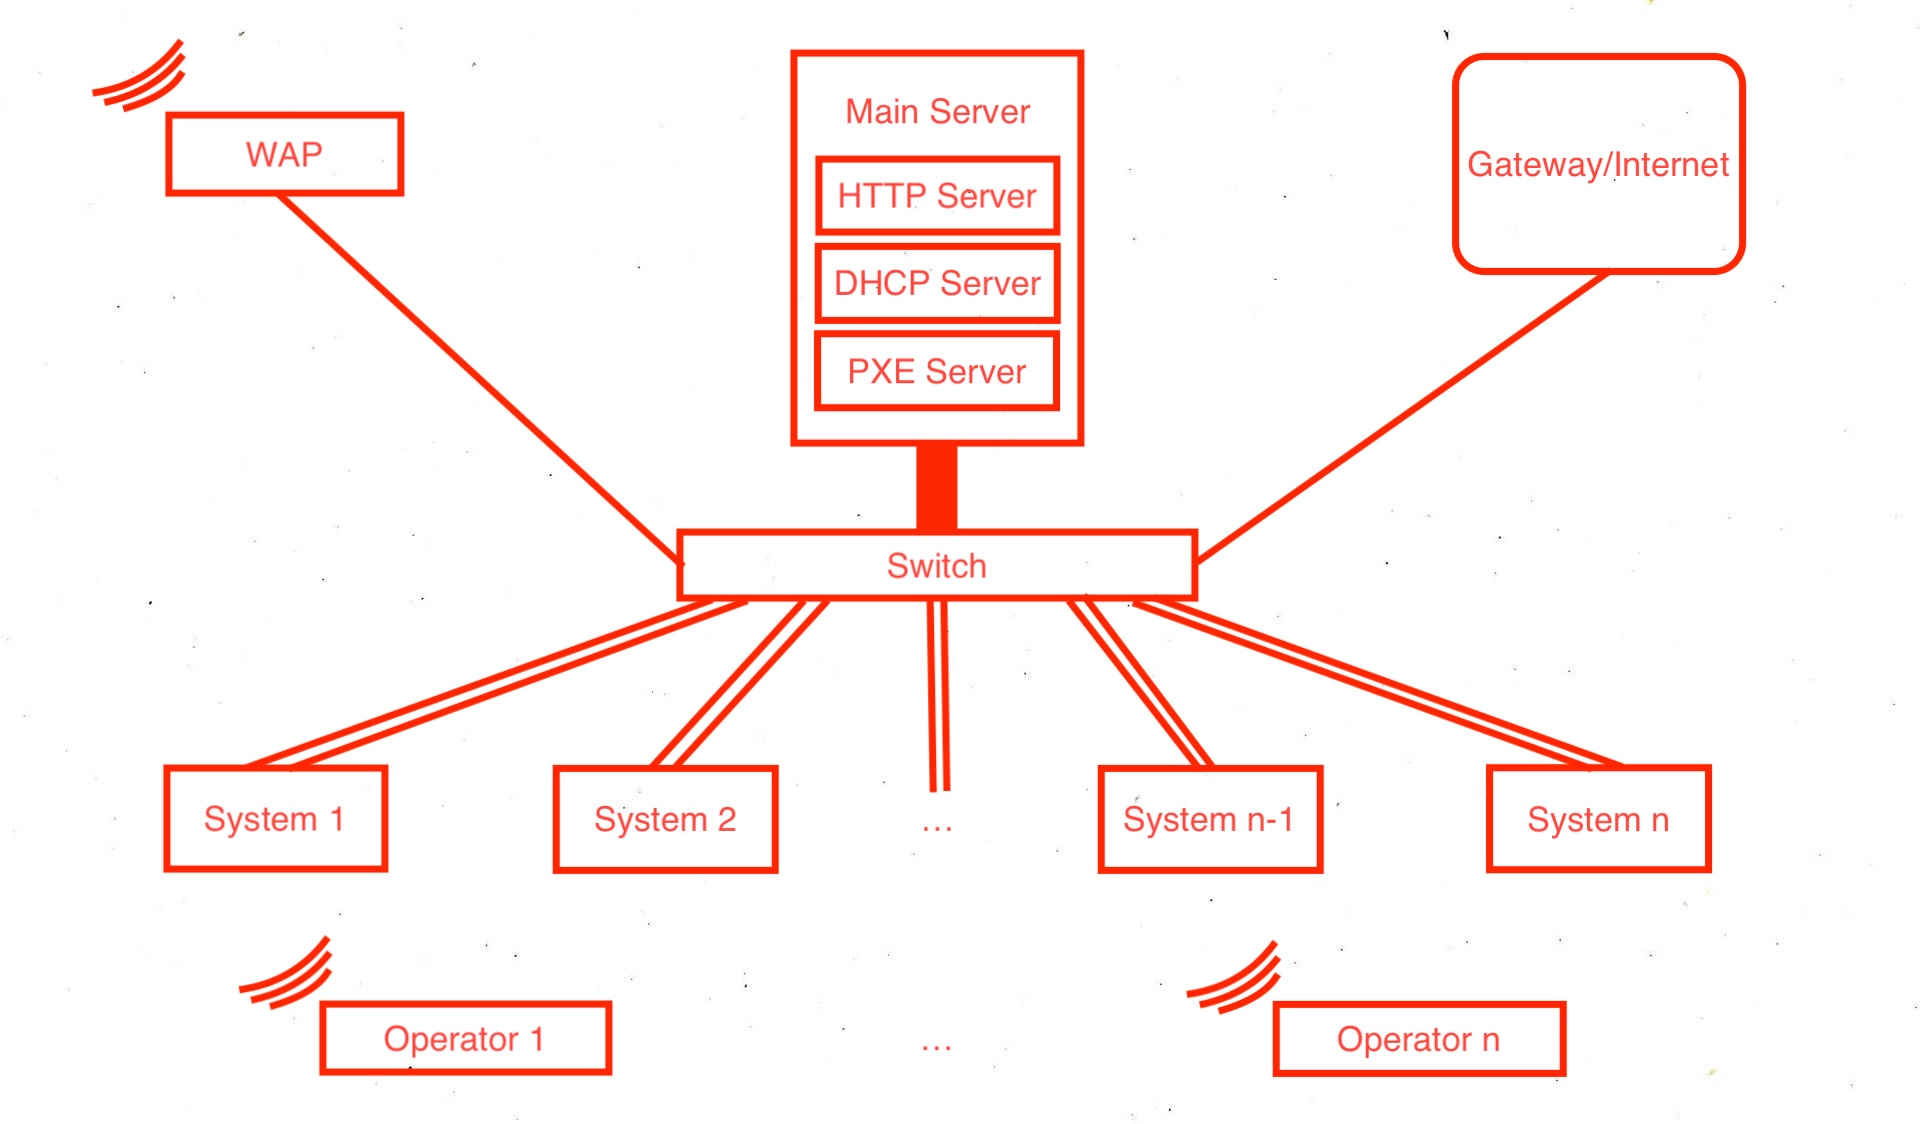 WAP
Main Server
HTTP Server
DHCP Server
PXE Server
Gateway/Internet
Switch
System 1
System 2
...
System n-1
System n
Operator 1
...
Operator n